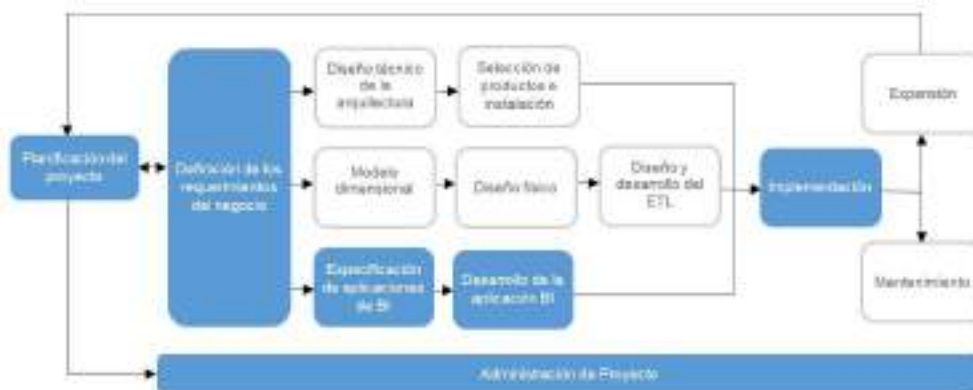 Planificación del
proyecto
Definición de los
requerimientos
del negocio
Diseño técnico
de la
arquitectura
Selección de
productos e
instalación
Modelo
dimensional
Diseño físico
Diseño y
desarrollo del
ETL
Especificación
de aplicaciones
de BI
Desarrollo de la
aplicación BI
Implementación
Expansión
Mantenimiento
Administración de Proyecto